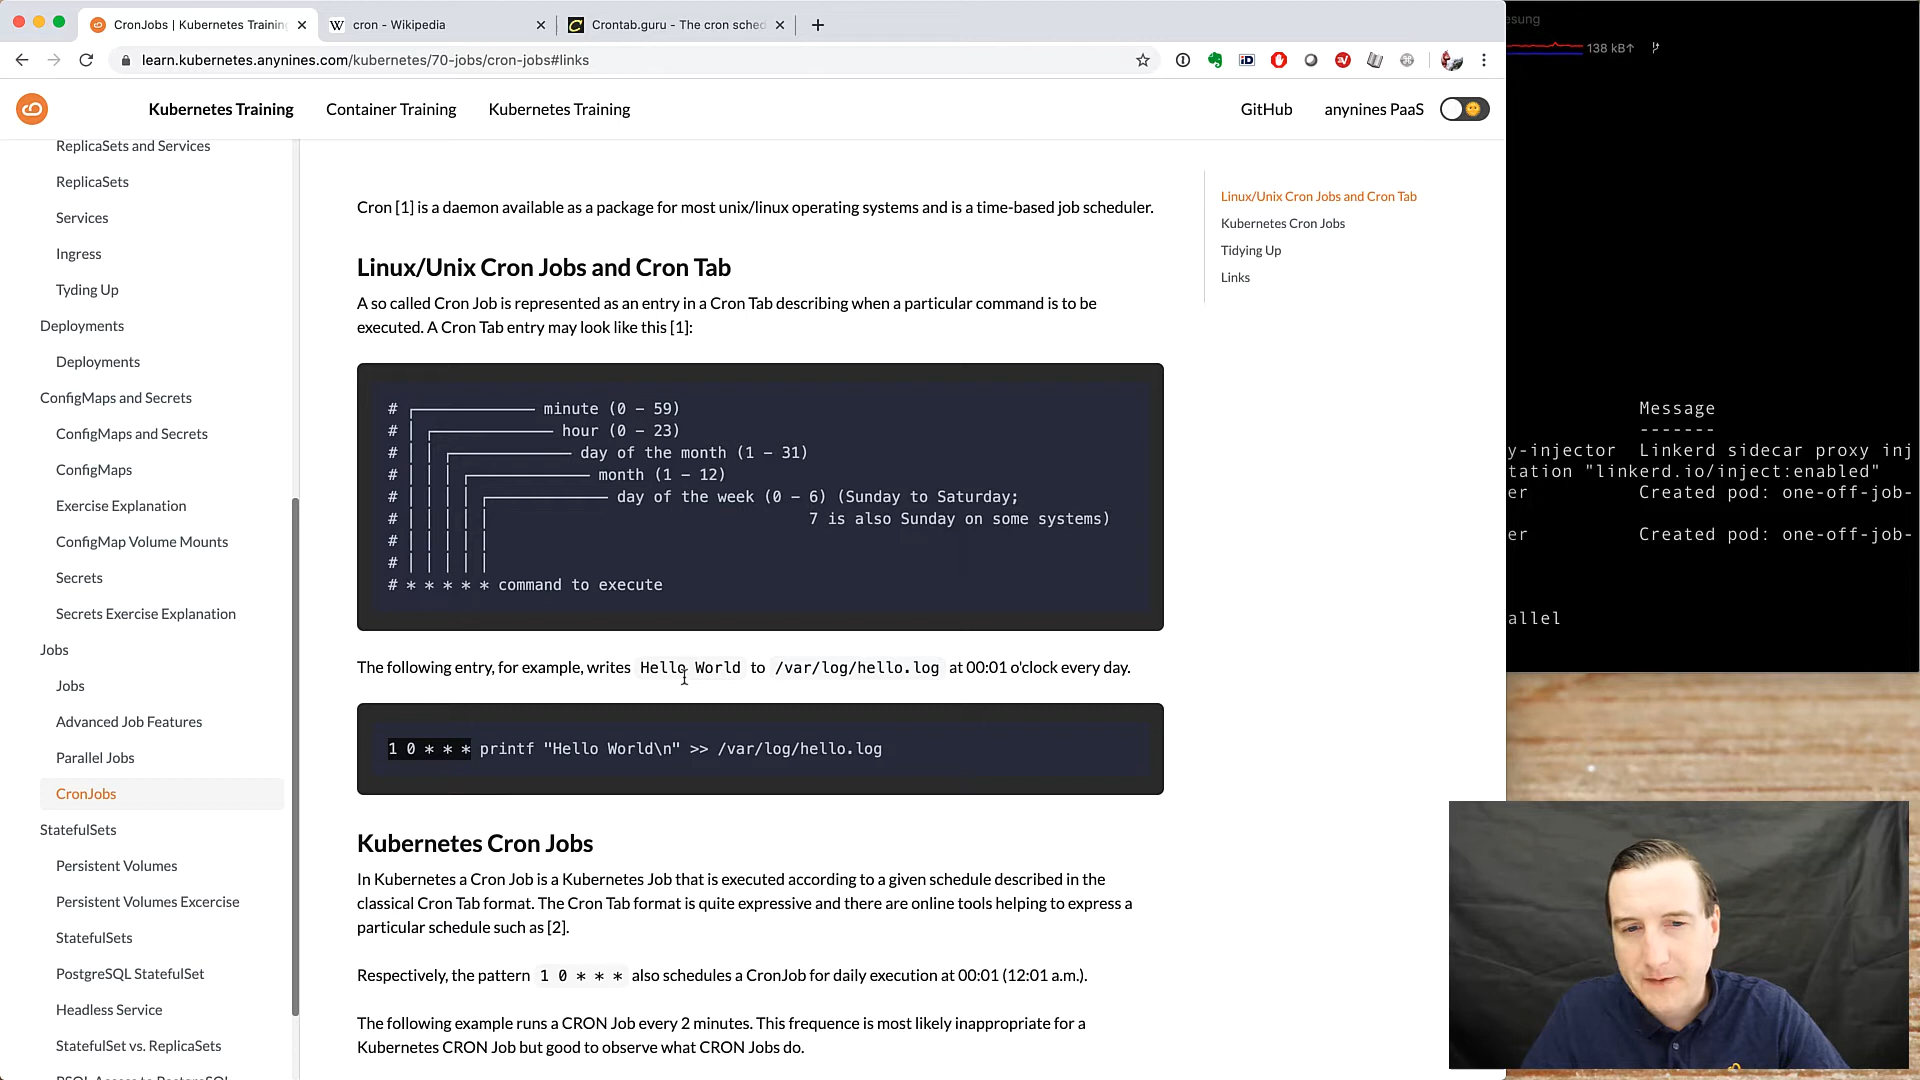 CronJobs | Kubernetes Training
cron - Wikipedia
Crontab.guru - The cron sched
learn.kubernetes.anynines.com/kubernetes/70-jobs/cron-jobs#links
138 kB↑
Kubernetes Training
Container Training
Kubernetes Training
GitHub
anynines PaaS
ReplicaSets and Services
ReplicaSets
Services
Ingress
Tyding Up
Deployments
Deployments
ConfigMaps and Secrets
ConfigMaps and Secrets
ConfigMaps
Exercise Explanation
ConfigMap Volume Mounts
Secrets
Secrets Exercise Explanation
Jobs
Jobs
Advanced Job Features
Parallel Jobs
CronJobs
StatefulSets
Persistent Volumes
Persistent Volumes Excercise
StatefulSets
PostgreSQL StatefulSet
Headless Service
StatefulSet vs. ReplicaSets
Cron [1] is a daemon available as a package for most unix/linux operating systems and is a time-based job scheduler.
Linux/Unix Cron Jobs and Cron Tab
A so called Cron Job is represented as an entry in a Cron Tab describing when a particular command is to be
executed. A Cron Tab entry may look like this [1]:
# ┌───────────── minute (0 - 59)
# │ ┌───────────── hour (0 - 23)
# │ │ ┌───────────── day of the month (1 - 31)
# │ │ │ ┌───────────── month (1 - 12)
# │ │ │ │ ┌───────────── day of the week (0 - 6) (Sunday to Saturday;
# │ │ │ │ │ 7 is also Sunday on some systems)
# │ │ │ │ │
# │ │ │ │ │
# * * * * * command to execute
The following entry, for example, writes Hello World to /var/log/hello.log at 00:01 o'clock every day.
1 0 * * * printf "Hello World\n" >> /var/log/hello.log
Kubernetes Cron Jobs
In Kubernetes a Cron Job is a Kubernetes Job that is executed according to a given schedule described in the
classical Cron Tab format. The Cron Tab format is quite expressive and there are online tools helping to express a
particular schedule such as [2].
Respectively, the pattern 1 0 * * * also schedules a CronJob for daily execution at 00:01 (12:01 a.m.).
The following example runs a CRON Job every 2 minutes. This frequence is most likely inappropriate for a
Kubernetes CRON Job but good to observe what CRON Jobs do.
Linux/Unix Cron Jobs and Cron Tab
Kubernetes Cron Jobs
Tidying Up
Links
Message
-------
y-injector Linkerd sidecar proxy inj
tation "linkerd.io/inject:enabled"
er Created pod: one-off-job-
er Created pod: one-off-job-
allel